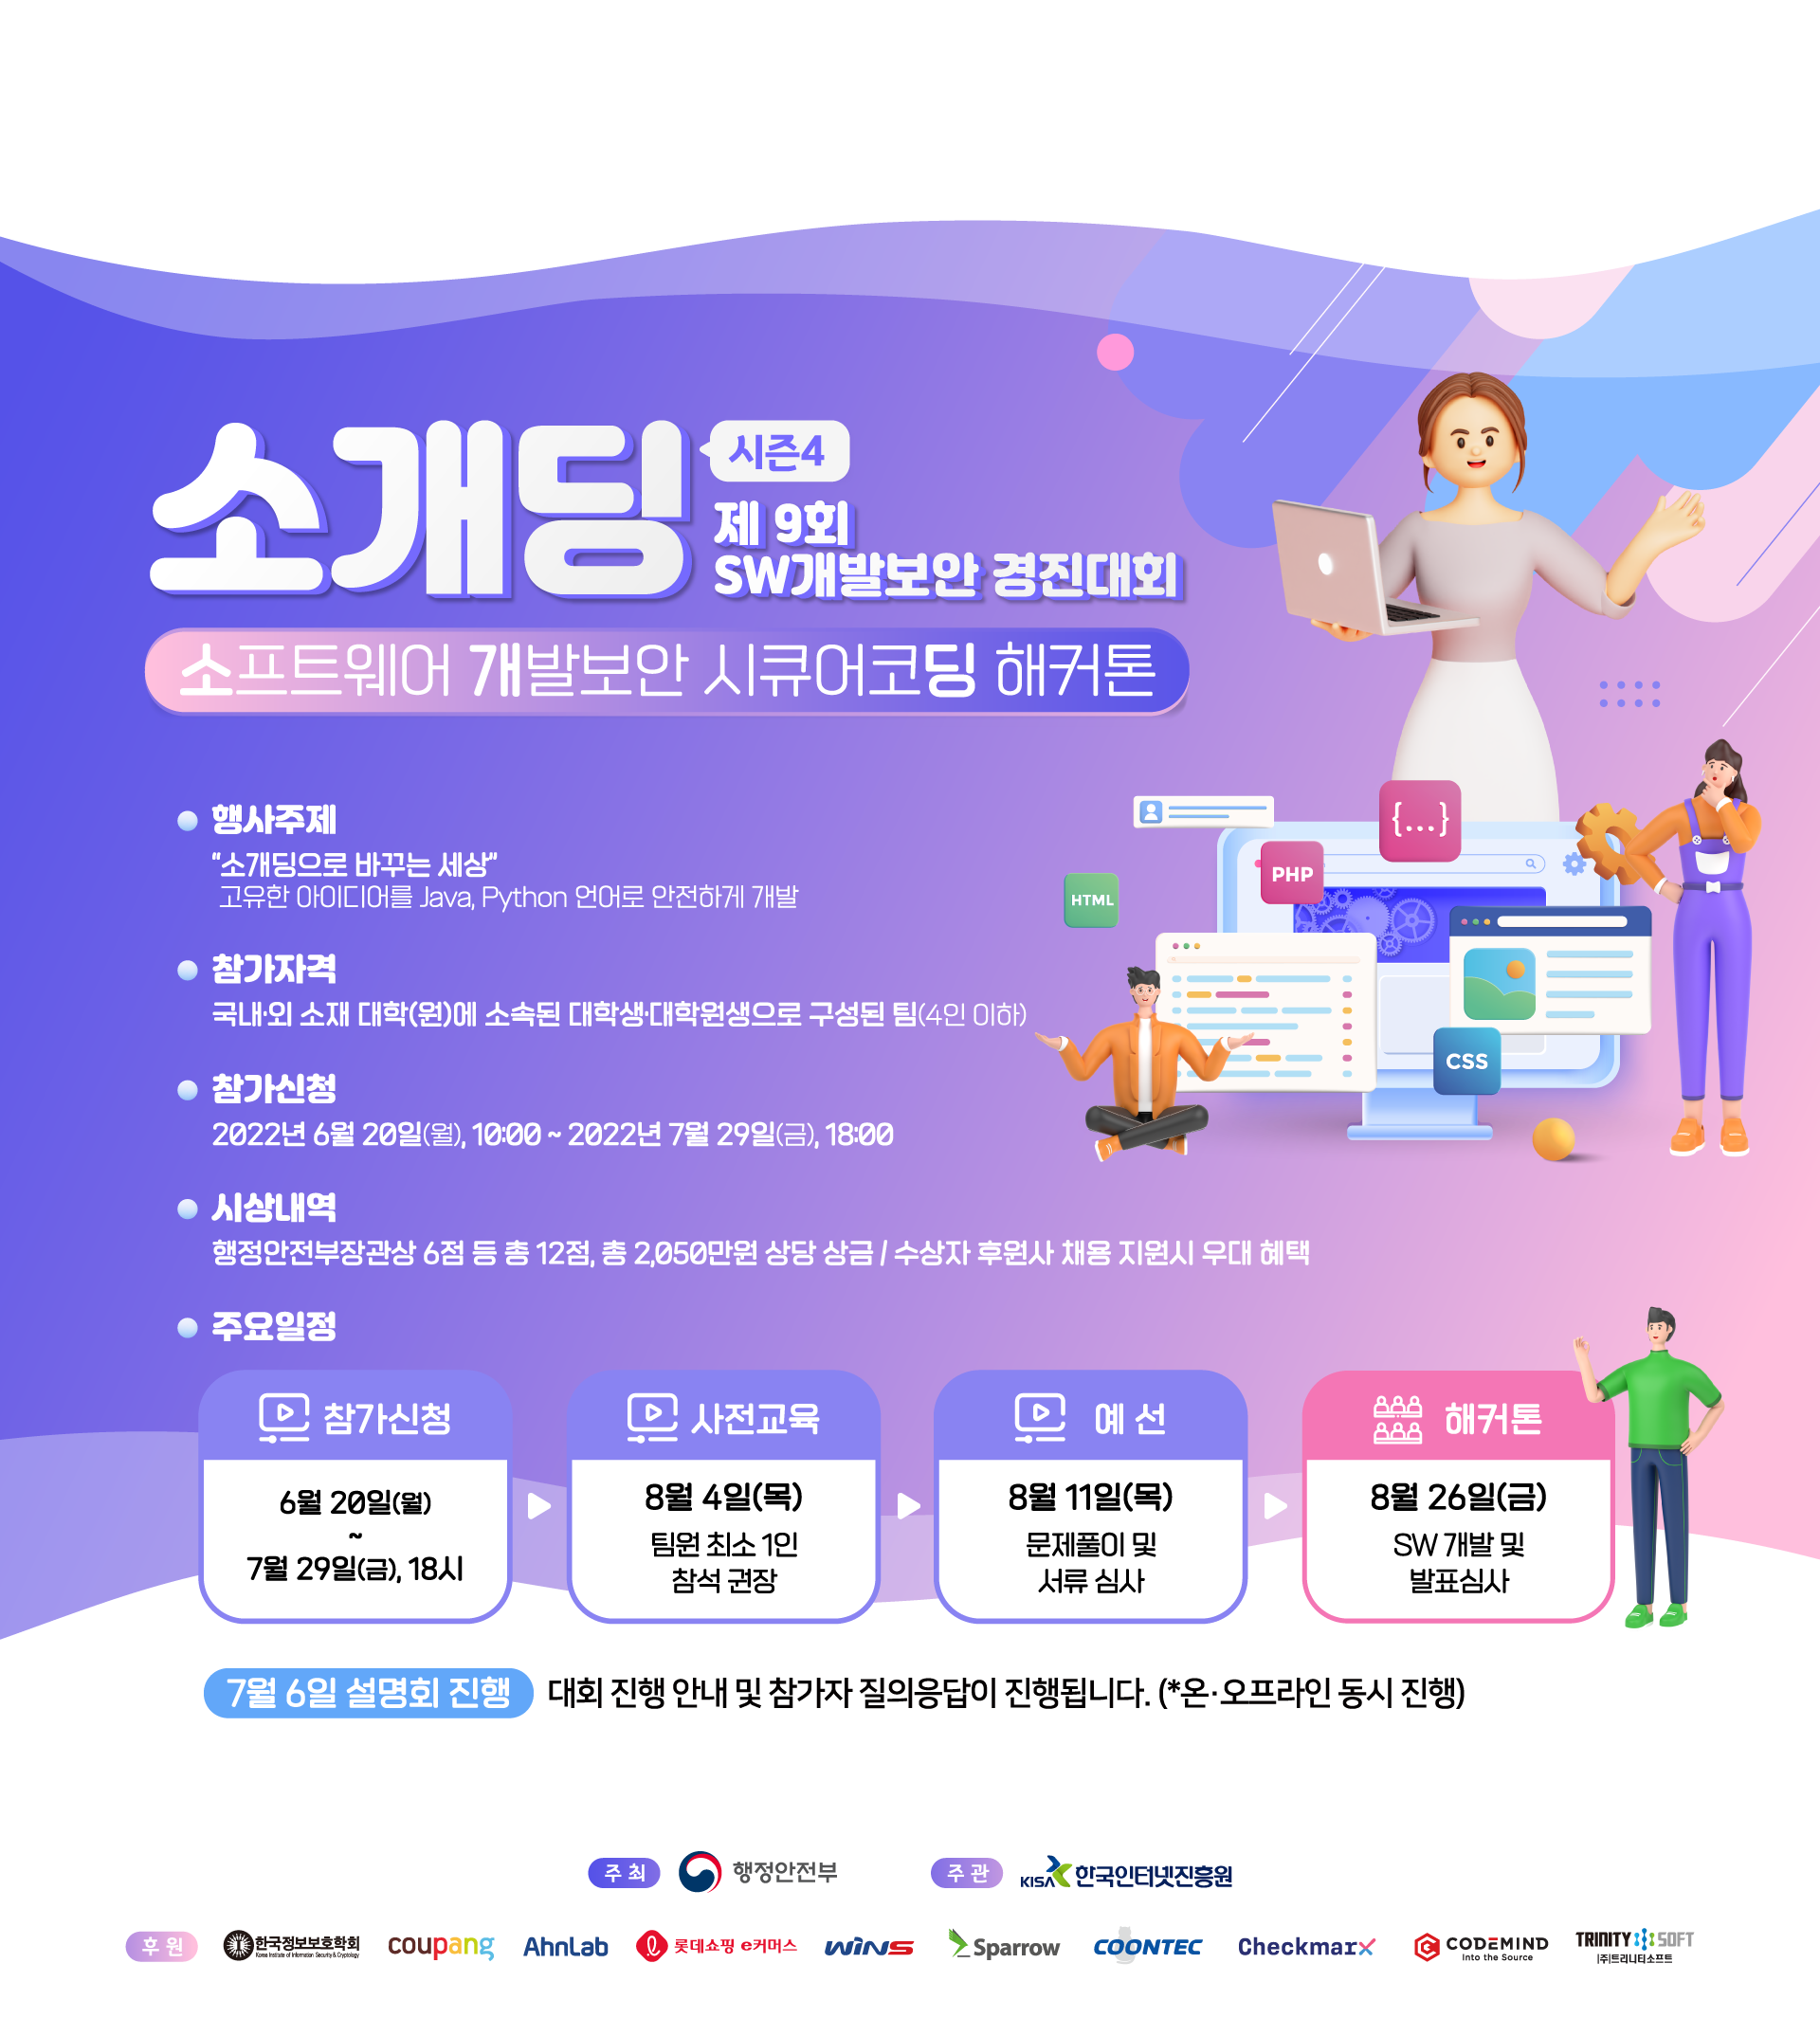 소개딩
시즌4
제 9회
SW개발보안 경진대회
소프트웨어 개발보안 시큐어코딩 해커톤
행사주제
"소개딩으로 바꾸는 세상"
고유한 아이디어를 Java, Python 언어로 안전하게 개발
참가자격
국내·외 소재 대학(원)에 소속된 대학생·대학원생으로 구성된 팀(4인 이하)
참가신청
2022년 6월 20일(월), 10:00 ~ 2022년 7월 29일(금), 18:00
시상내역
행정안전부장관상 6점 등 총 12점, 총 2,050만원 상당 상금 / 수상자 후원사 채용 지원시 우대 혜택
주요일정
{...}
PHP
HTML
CSS
참가신청
6월 20일(월)
~
7월 29일(금), 18시
사전교육
8월 4일(목)
팀원 최소 1인
참석 권장
예 선
8월 11일(목)
문제풀이 및
서류 심사
해커톤
8월 26일(금)
SW 개발 및
발표심사
7월 6일 설명회 진행 대회 진행 안내 및 참가자 질의응답이 진행됩니다. (*온·오프라인 동시 진행)
주 최 행정안전부 주 관 KISA 한국인터넷진흥원
후 원 한국정보보호학회 Korea Institute of Information Security & Cryptology coupang AhnLab 롯데쇼핑 e커머스 WINS Sparrow COONTEC Checkmarx CODEMIND Into the Source TRINITY SOFT (주)트리니티소프트